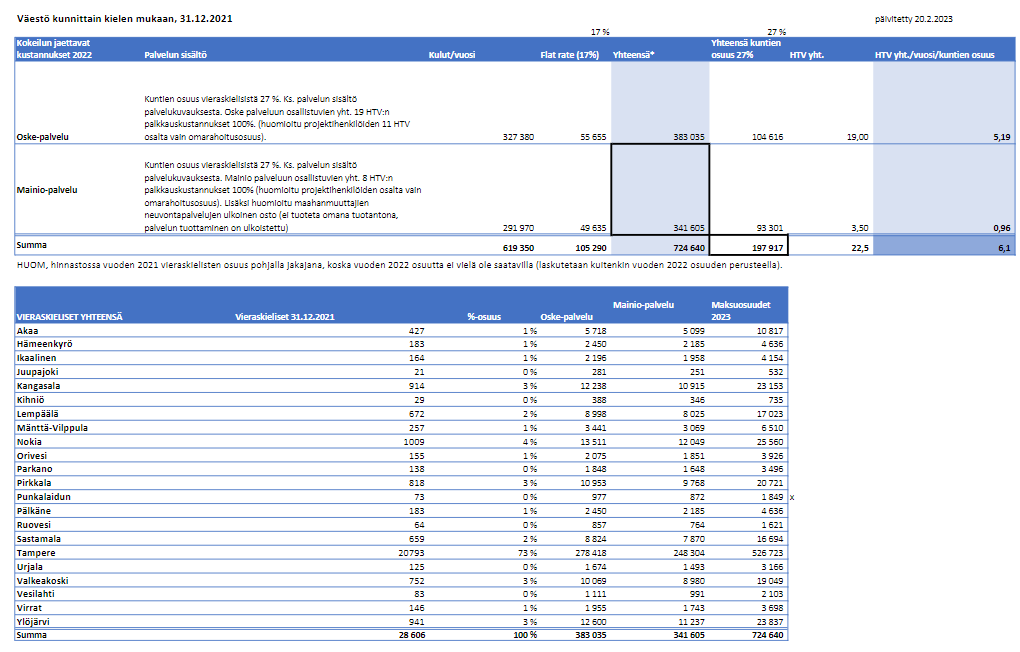 Väestö kunnittain kielen mukaan, 31.12.2021 päivitetty 20.2.2023
17 % 27 %
Kokeilun jaettavat kustannukset 2022 Palvelun sisältö Kulut/vuosi Flat rate (17%) Yhteensä* Yhteensä kuntien osuus 27% HTV yht. HTV yht./vuosi/kuntien osuus
Kuntien osuus vieraskielisistä 27 %. Ks. palvelun sisältö
palvelukuvauksesta. Oske palveluun osallistuvien yht. 19 HTV:n
palkkauskustannukset 100%. (huomioitu projektihenkilöiden 11 HTV
Oske-palvelu osalta vain omarahoitusosuus). 327 380 55 655 383 035 104 616 19,00 5,19
Kuntien osuus vieraskielisistä 27 %. Ks. palvelun sisältö
palvelukuvauksesta. Mainio palveluun osallistuvien yht. 8 HTV:n
Mainio-palvelu palkkauskustannukset 100% (huomioitu projektihenkilöiden osalta vain
omarahoitusosuus). Lisäksi huomioitu maahanmuuttajien
neuvontapalvelujen ulkoinen osto (ei tuoteta omana tuotantona,
palvelun tuottaminen on ulkoistettu) 291 970 49 635 341 605 93 301 3,50 0,96
Summa 619 350 105 290 724 640 197 917 22,5 6,1
HUOM, hinnastossa vuoden 2021 vieraskielisten osuus pohjalla jakajana, koska vuoden 2022 osuutta ei vielä ole saatavilla (laskutetaan kuitenkin vuoden 2022 osuuden perusteella).
VIERASKIELISET YHTEENSÄ Vieraskieliset 31.12.2021 %-osuus Oske-palvelu Mainio-palvelu Maksuosuudet 2023
Akaa 427 1 % 5 718 5 099 10 817
Hämeenkyrö 183 1 % 2 450 2 185 4 636
Ikaalinen 164 1 % 2 196 1 958 4 154
Juupajoki 21 0 % 281 251 532
Kangasala 914 3 % 12 238 10 915 23 153
Kihniö 29 0 % 388 346 735
Lempäälä 672 2 % 8 998 8 025 17 023
Mänttä-Vilppula 257 1 % 3 441 3 069 6 510
Nokia 1009 4 % 13 511 12 049 25 560
Orivesi 155 1 % 2 075 1 851 3 926
Parkano 138 0 % 1 848 1 648 3 496
Pirkkala 818 3 % 10 953 9 768 20 721
Punkalaidun 73 0 % 977 872 1 849 x
Pälkäne 183 1 % 2 450 2 185 4 636
Ruovesi 64 0 % 857 764 1 621
Sastamala 659 2 % 8 824 7 870 16 694
Tampere 20793 73 % 278 418 248 304 526 723
Urjala 125 0 % 1 674 1 493 3 166
Valkeakoski 752 3 % 10 069 8 980 19 049
Vesilahti 83 0 % 1 111 991 2 103
Virrat 146 1 % 1 955 1 743 3 698
Ylöjärvi 941 3 % 12 600 11 237 23 837
Summa 28 606 100 % 383 035 341 605 724 640